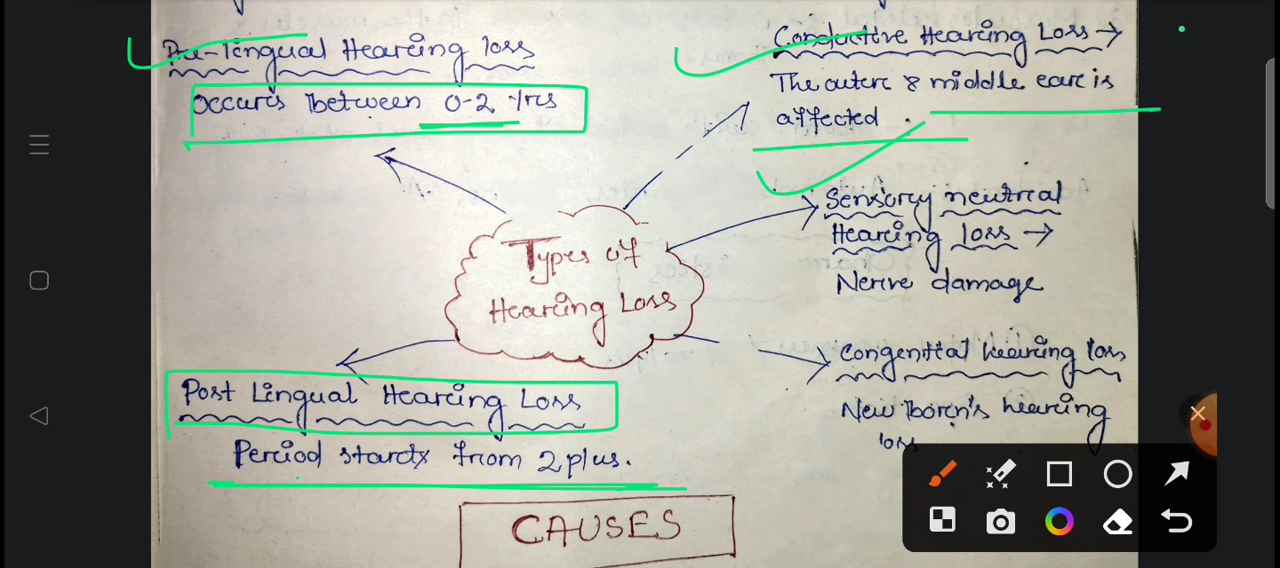 Pre-lingual Hearing loss
occurs between 0-2 Yrs
Conductive Hearing Loss →
The outer & middle ear is
affected.
Sensory neutrial
Hearing loss →
Nerve damage
Types of
Hearing Loss
Congenital hearing loss
New born's hearing
loss
Post Lingual Hearing Loss
Period starts from 2 plus.
CAUSES